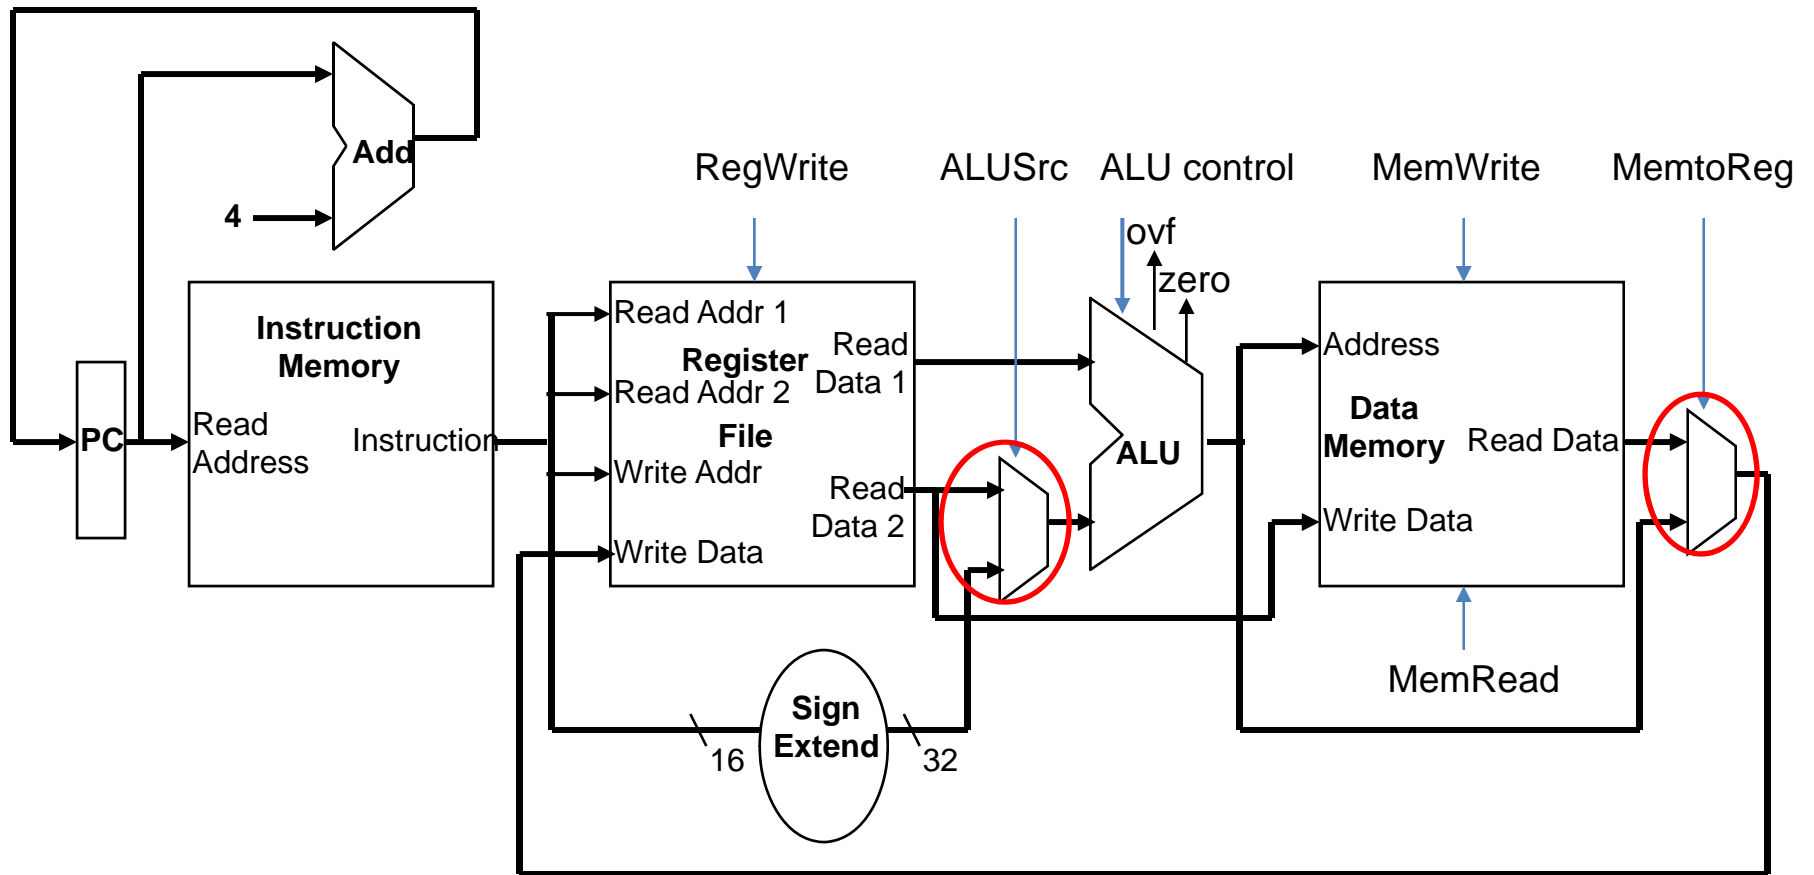 Add
4
RegWrite
ALUSrc
ALU control
MemWrite
MemtoReg
ovf
zero
PC
Instruction
Memory
Read
Address
Instruction
Read Addr 1
Register
Read Addr 2
File
Write Addr
Write Data
Read
Data 1
Read
Data 2
ALU
Address
Data
Memory
Read Data
Write Data
MemRead
Sign
Extend
16
32